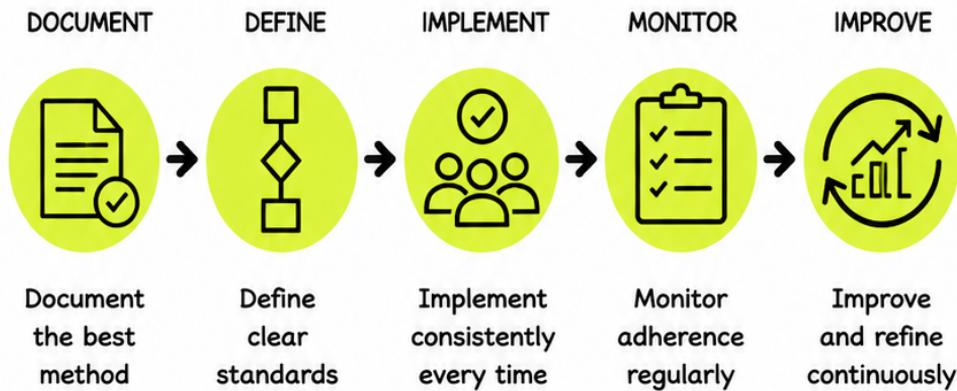 DOCUMENT
DEFINE
IMPLEMENT
MONITOR
IMPROVE
Document
the best
method
Define
clear
standards
Implement
consistently
every time
Monitor
adherence
regularly
Improve
and refine
continuously